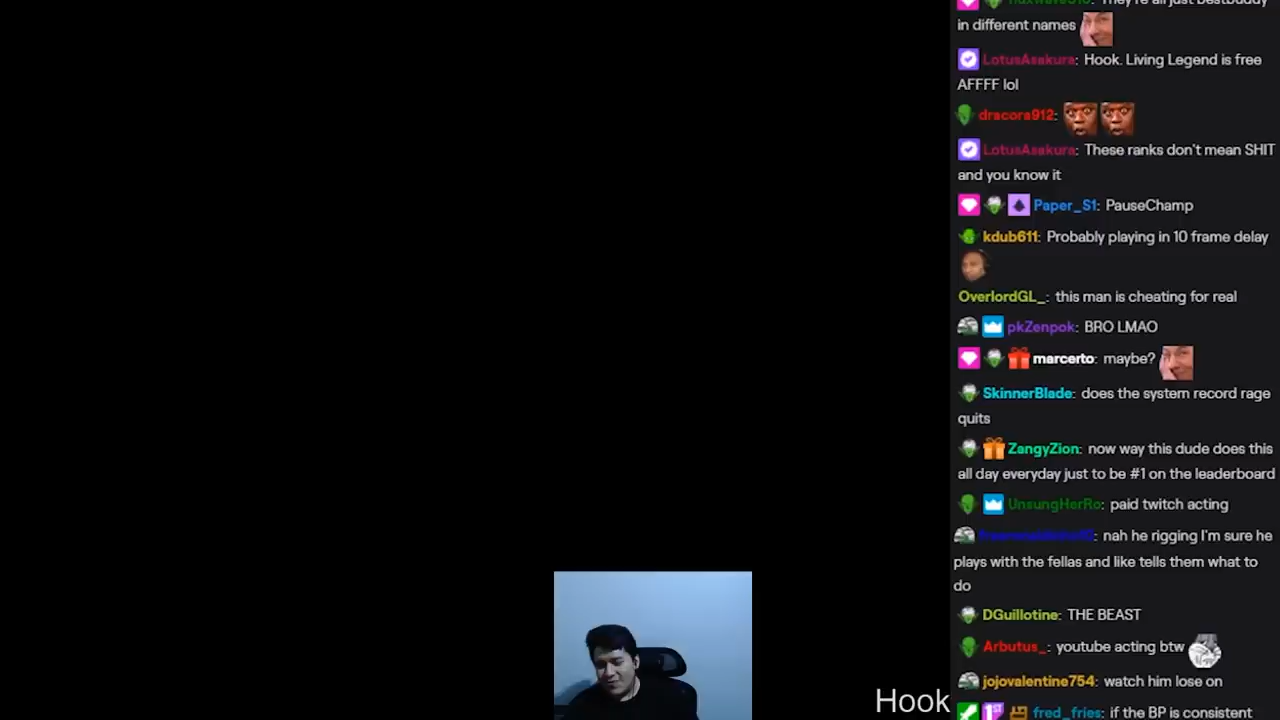 They're all just bestbuddy
in different names
LotusAsakura: Hook. Living Legend is free
AFFFF lol
dracora912:
LotusAsakura: These ranks don't mean SHIT
and you know it
Paper_S1: PauseChamp
kdub611: Probably playing in 10 frame delay
OverlordGL_: this man is cheating for real
pkZenpok: BRO LMAO
marcerto: maybe?
SkinnerBlade: does the system record rage
quits
ZangyZion: now way this dude does this
all day everyday just to be #1 on the leaderboard
UnsungHerRo: paid twitch acting
nah he rigging I'm sure he
plays with the fellas and like tells them what to
do
DGuillotine: THE BEAST
Arbutus_: youtube acting btw
jojovalentine754: watch him lose on
fred_fries: if the BP is consistent
Hook